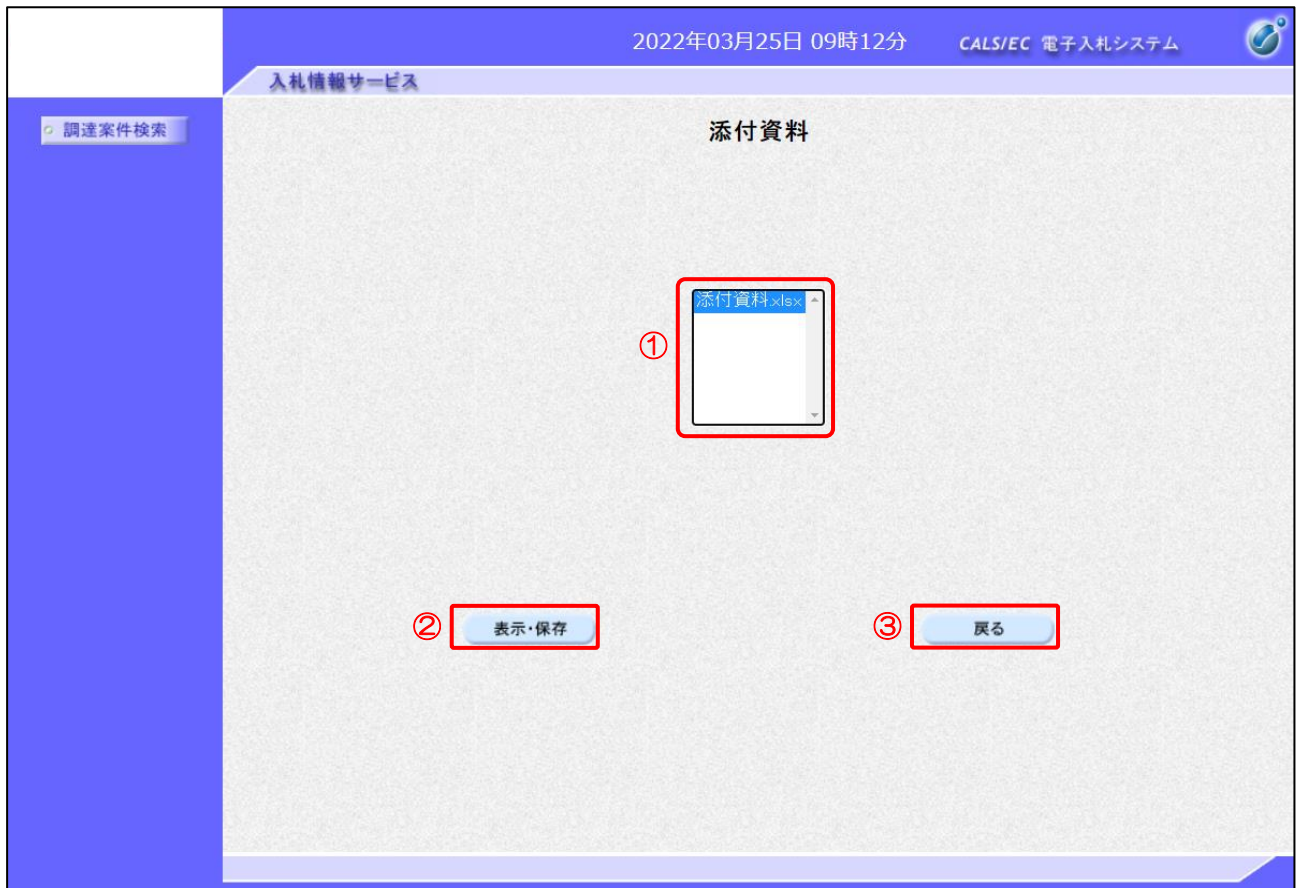 2022年03月25日 09時12分 CALS/EC 電子入札システム
入札情報サービス
調達案件検索
添付資料
添付資料.xlsx
①
② 表示・保存
③ 戻る